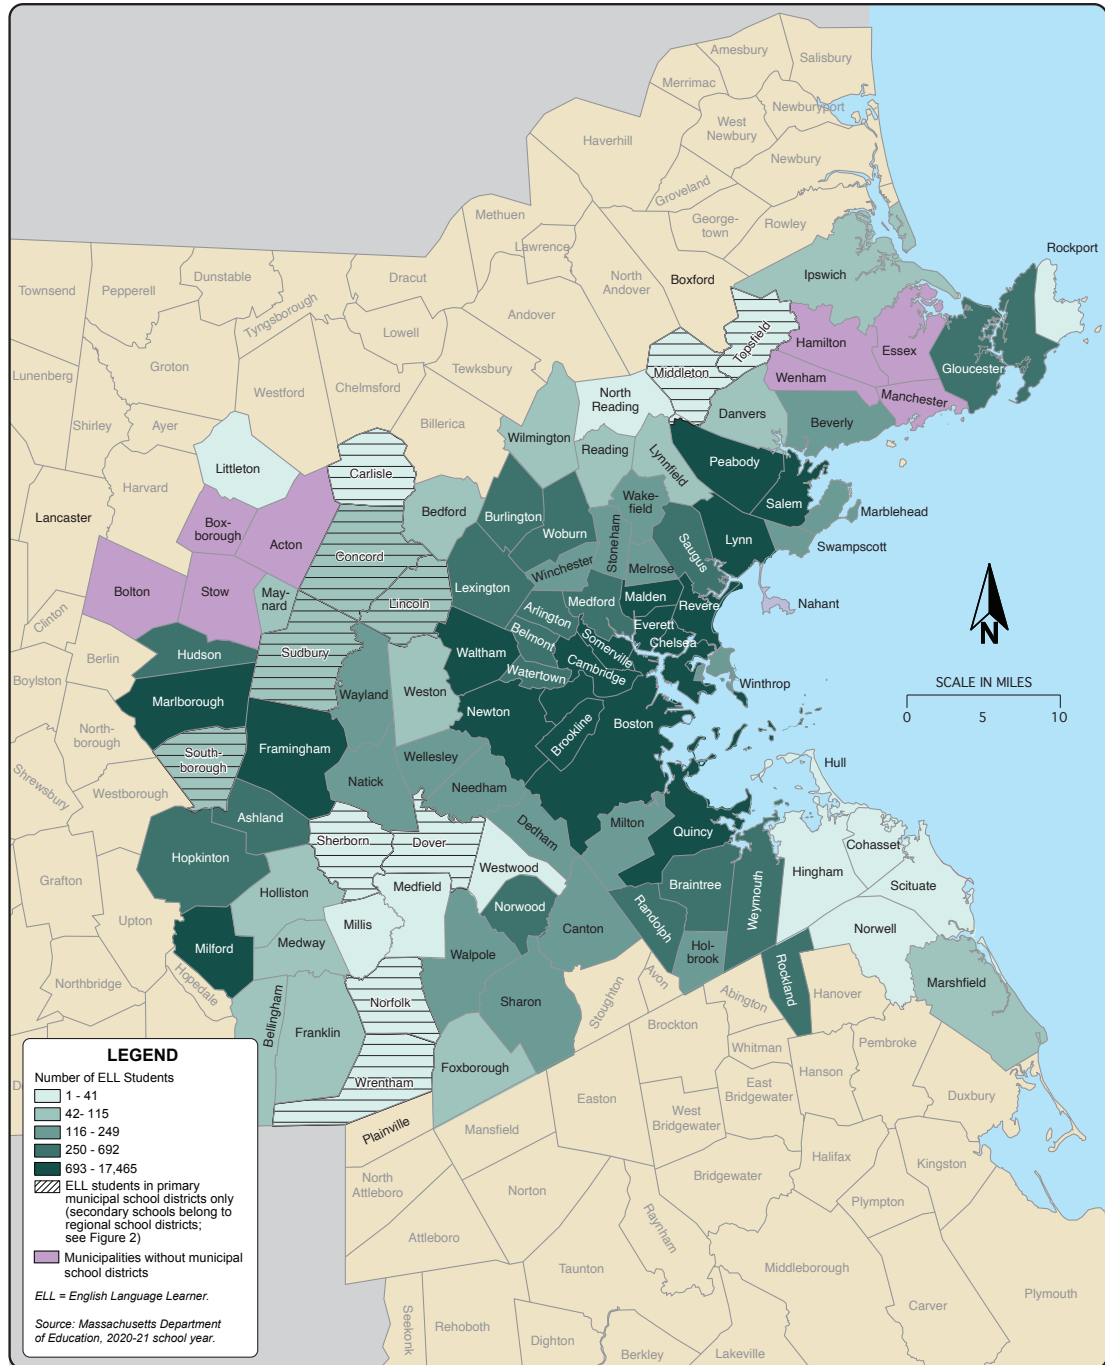 Amesbury
Salisbury
Merrimac
Newburyport
West
Newbury
Haverhill
Newbury
Groveland
George-
town
Rowley
Methuen
Lawrence
North
Andover
Boxford
Rockport
Ipswich
Dunstable
Dracut
Townsend
Pepperell
Tyngsborough
Lowell
Andover
Topsfield
Hamilton
Essex
Gloucester
Groton
Tewksbury
Lunenberg
Westford
Chelmsford
Middleton
Wenham
Manchester
North
Reading
Danvers
Beverly
Shirley
Ayer
Billerica
Wilmington
Reading
Lynnfield
Peabody
Littleton
Carlisle
Harvard
Salem
Marblehead
Lancaster
Box-
borough
Acton
Bedford
Burlington
Woburn
Wake-
field
Lynn
Swampscott
Concord
Stoneham
Saugus
Winchester
Melrose
Bolton
Stow
May-
nard
Lincoln
Lexington
Arlington
Medford
Malden
Revere
Nahant
Everett
Chelsea
Clinton
Berlin
Hudson
Sudbury
Waltham
Belmont
Somerville
Cambridge
Watertown
Boylston
Marlborough
Wayland
Weston
Newton
Boston
Winthrop
Brookline
North-
borough
South-
borough
Framingham
Wellesley
Natick
Needham
Shrewsbury
Westborough
Hull
Ashland
Dedham
Milton
Quincy
Sherborn
Dover
Cohasset
Hopkinton
Westwood
Hingham
Grafton
Holliston
Medfield
Braintree
Weymouth
Scituate
Upton
Norwood
Randolph
Milford
Medway
Millis
Walpole
Canton
Hol-
brook
Norwell
Northbridge
Hopedale
Rockland
Marshfield
Bellingham
Franklin
Norfolk
Sharon
Stoughton
Avon
Abington
Hanover
Brockton
Whitman
Pembroke
Foxborough
Wrentham
Hanson
Easton
East
Bridgewater
Duxbury
West
Bridgewater
Plainville
Mansfield
Halifax
Kingston
North
Attleboro
Norton
Bridgewater
Plympton
Attleboro
Raynham
Taunton
Middleborough
Plymouth
Carver
Seekonk
Rehoboth
Dighton
Berkley
Lakeville
N
SCALE IN MILES
0 5 10
LEGEND
Number of ELL Students
1 - 41
42- 115
116 - 249
250 - 692
693 - 17,465
ELL students in primary
municipal school districts only
(secondary schools belong to
regional school districts;
see Figure 2)
Municipalities without municipal
school districts
ELL = English Language Learner.
Source: Massachusetts Department
of Education, 2020-21 school year.